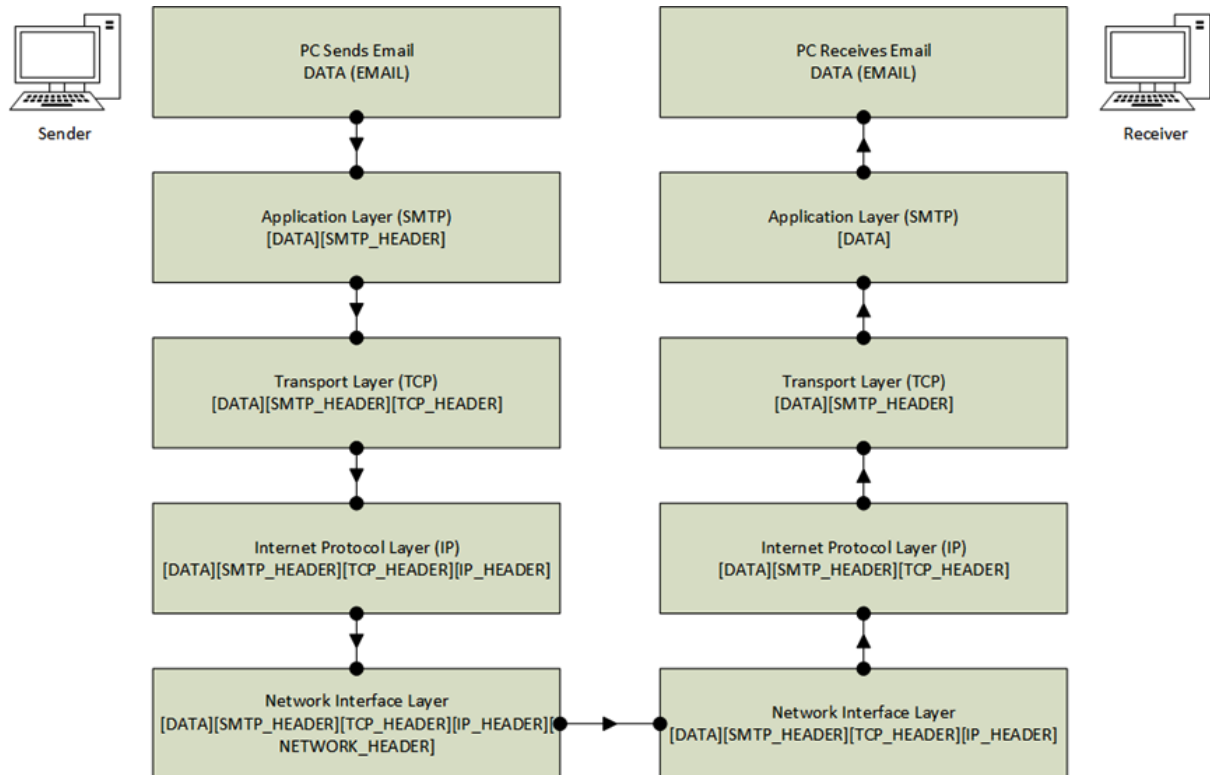 Sender
PC Sends Email
DATA (EMAIL)
Application Layer (SMTP)
[DATA][SMTP_HEADER]
Transport Layer (TCP)
[DATA][SMTP_HEADER][TCP_HEADER]
Internet Protocol Layer (IP)
[DATA][SMTP_HEADER][TCP_HEADER][IP_HEADER]
Network Interface Layer
[DATA][SMTP_HEADER][TCP_HEADER][IP_HEADER][
NETWORK_HEADER]
PC Receives Email
DATA (EMAIL)
Application Layer (SMTP)
[DATA]
Transport Layer (TCP)
[DATA][SMTP_HEADER]
Internet Protocol Layer (IP)
[DATA][SMTP_HEADER][TCP_HEADER]
Network Interface Layer
[DATA][SMTP_HEADER][TCP_HEADER][IP_HEADER]
Receiver